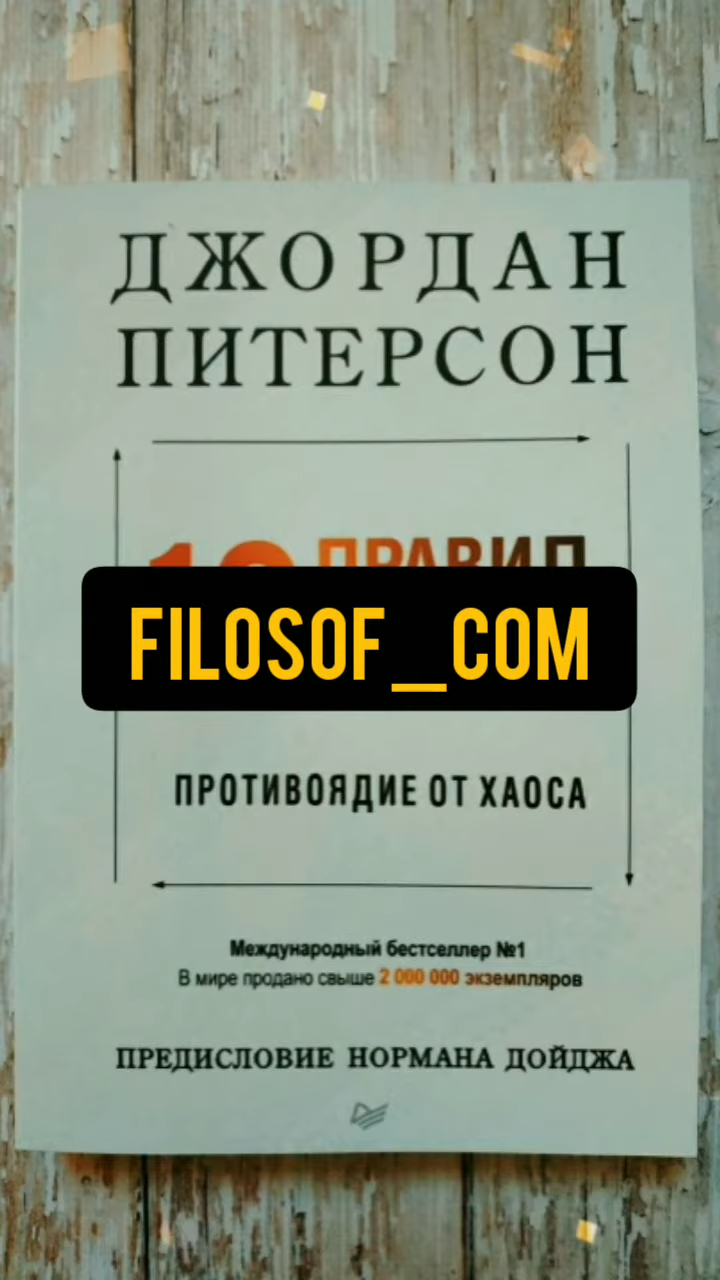 ДЖОРДАН
ПИТЕРСОН
ПРАВИЛ
FILOSOF_COM
ПРОТИВОЯДИЕ ОТ ХАОСА
Международный бестселлер №1
В мире продано свыше 2 000 000 экземпляров
ПРЕДИСЛОВИЕ НОРМАНА ДОЙДЖА